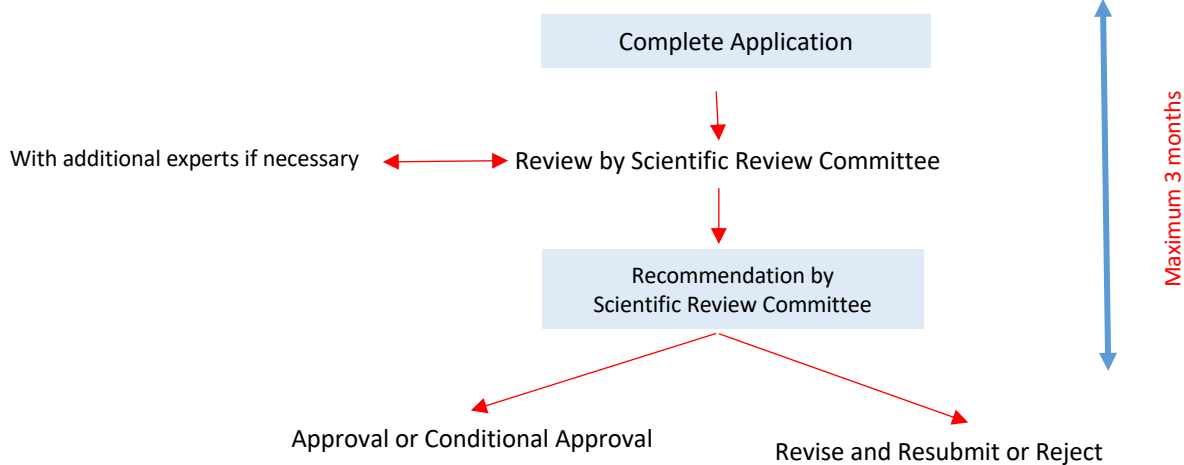 Complete Application
With additional experts if necessary
Review by Scientific Review Committee
Maximum 3 months
Recommendation by
Scientific Review Committee
Approval or Conditional Approval
Revise and Resubmit or Reject